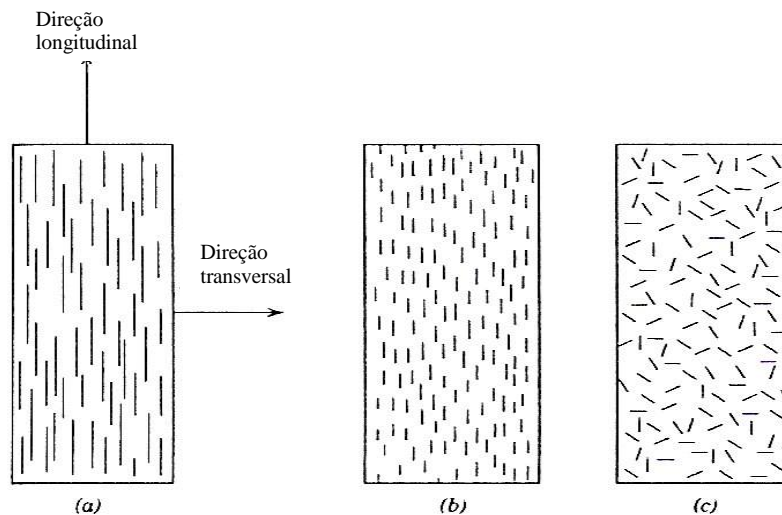 Direção
longitudinal
Direção
transversal
(a)
(b)
(c)